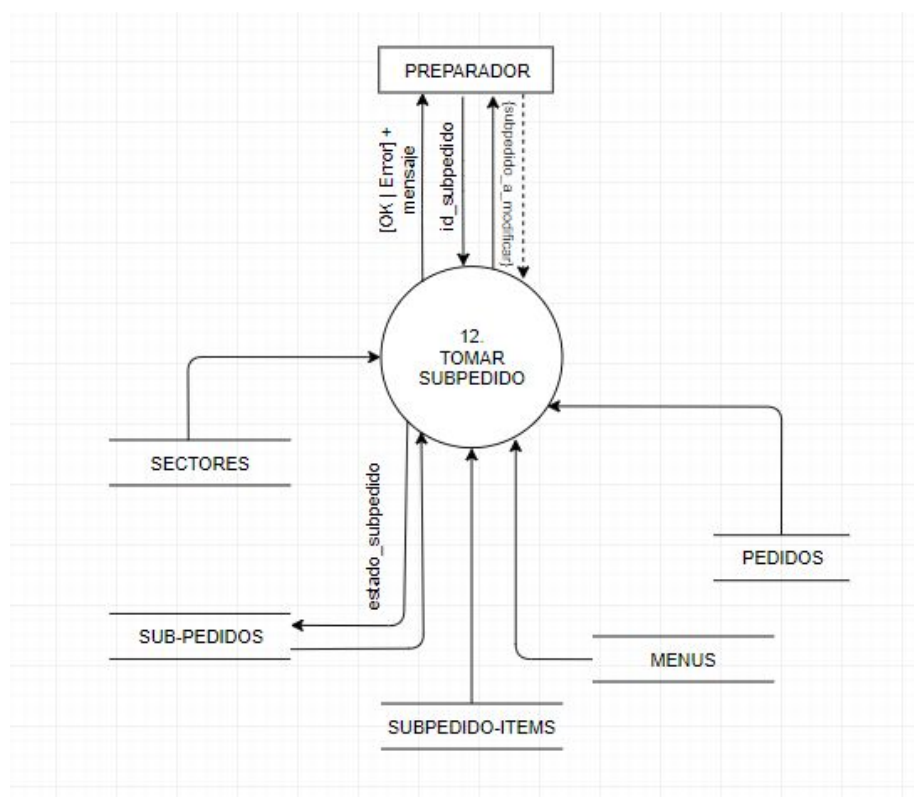 PREPARADOR
[OK | Error] +
mensaje
id_subpedido
{subpedido_a_modificar}
12.
TOMAR
SUBPEDIDO
SECTORES
estado_subpedido
PEDIDOS
SUB-PEDIDOS
MENUS
SUBPEDIDO-ITEMS